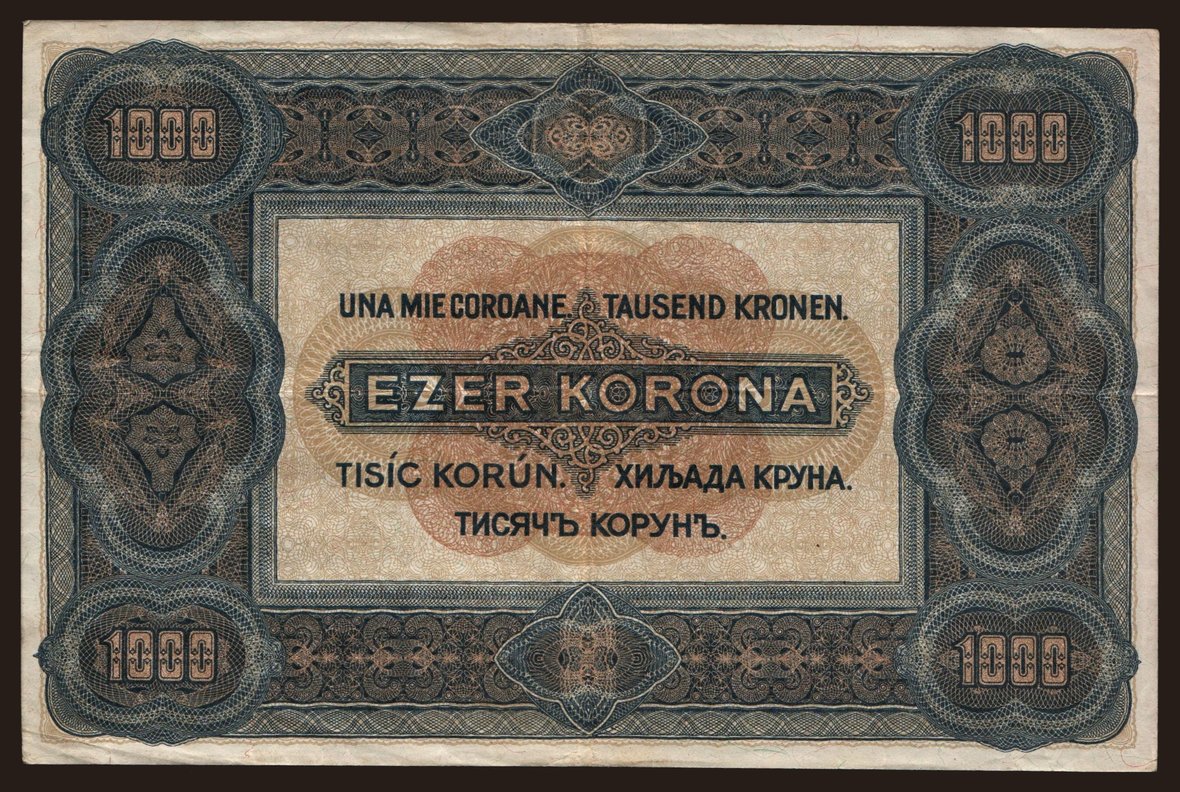 1000 1000
UNA MIE COROANE. TAUSEND KRONEN.
EZER KORONA
TISÍC KORÚN. ХИЉАДА КРУНА.
ТИСЯЧЪ КОРУНЪ.
1000 1000